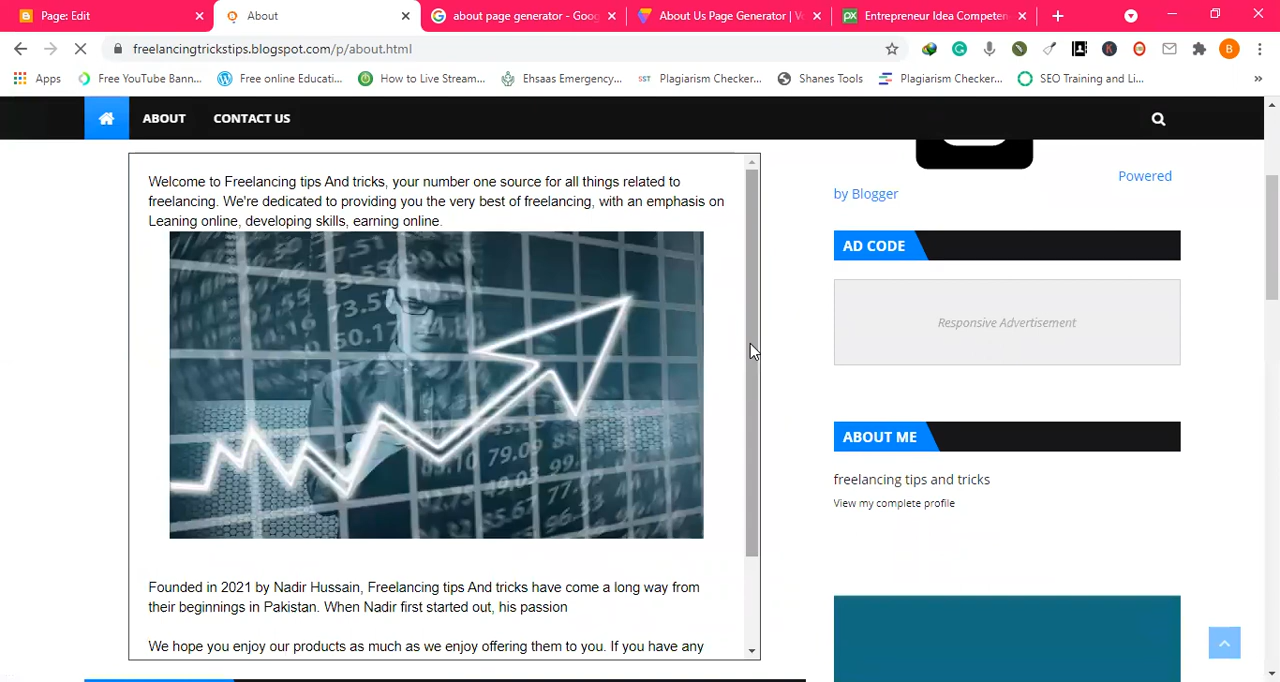 Page: Edit
About
about page generator - Goog
About Us Page Generator | V
Entrepreneur Idea Competen
freelancingtrickstips.blogspot.com/p/about.html
B
Apps
Free YouTube Bann...
Free online Educati...
How to Live Stream...
Ehsaas Emergency...
SST
Plagiarism Checker...
Shanes Tools
Plagiarism Checker...
SEO Training and Li...
ABOUT
CONTACT US
Welcome to Freelancing tips And tricks, your number one source for all things related to
freelancing. We're dedicated to providing you the very best of freelancing, with an emphasis on
Leaning online, developing skills, earning online.
Founded in 2021 by Nadir Hussain, Freelancing tips And tricks have come a long way from
their beginnings in Pakistan. When Nadir first started out, his passion
We hope you enjoy our products as much as we enjoy offering them to you. If you have any
Powered
by Blogger
AD CODE
Responsive Advertisement
ABOUT ME
freelancing tips and tricks
View my complete profile